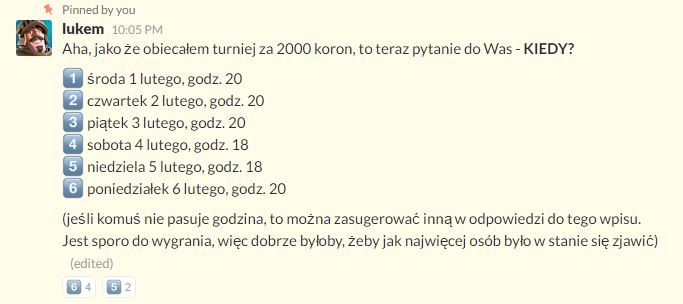 Pinned by you
lukem 10:05 PM
Aha, jako że obiecałem turniej za 2000 koron, to teraz pytanie do Was - KIEDY?
1 środa 1 lutego, godz. 20
2 czwartek 2 lutego, godz. 20
3 piątek 3 lutego, godz. 20
4 sobota 4 lutego, godz. 18
5 niedziela 5 lutego, godz. 18
6 poniedziałek 6 lutego, godz. 20
(jeśli komuś nie pasuje godzina, to można zasugerować inną w odpowiedzi do tego wpisu.
Jest sporo do wygrania, więc dobrze byłoby, żeby jak najwięcej osób było w stanie się zjawić)
(edited)
6 4 5 2